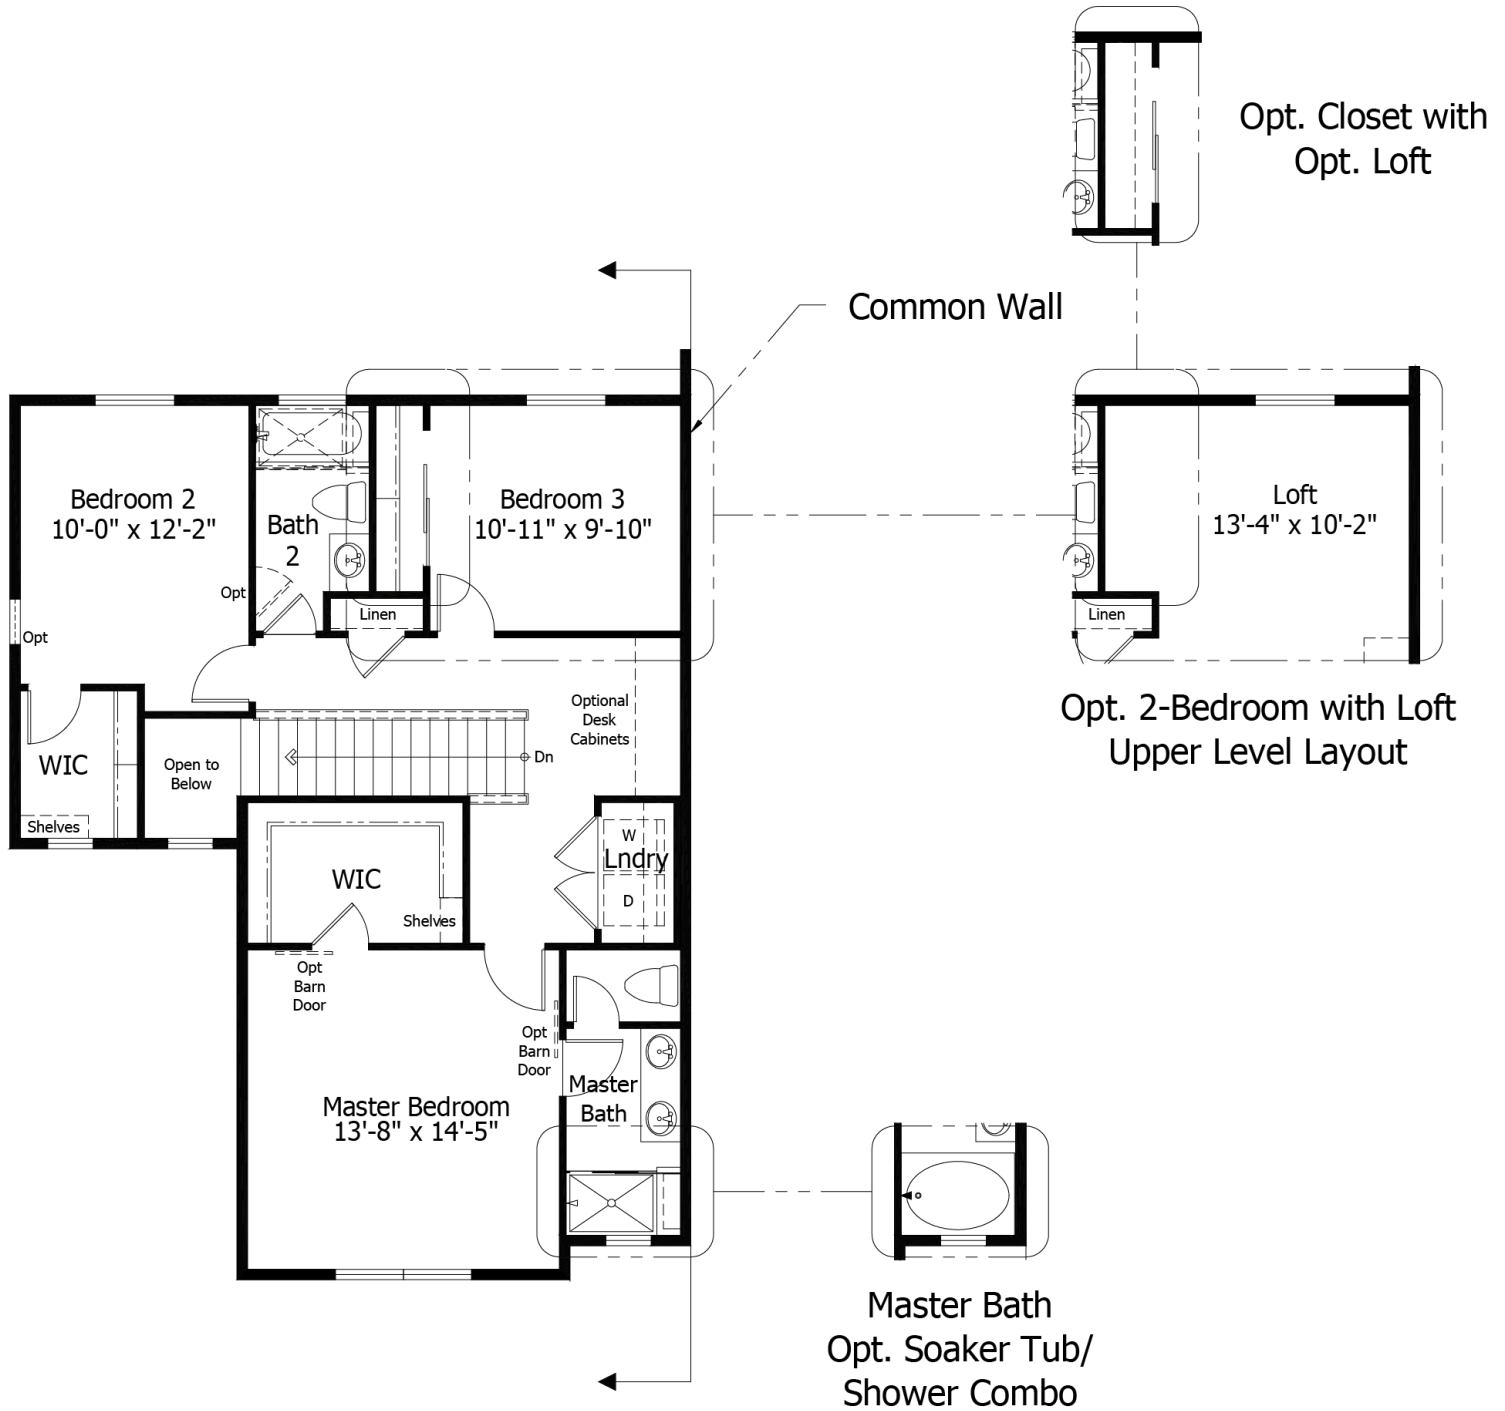 Opt. Closet with
Opt. Loft
Common Wall
Bedroom 2
10'-0" x 12'-2"
Bath
2
Bedroom 3
10'-11" x 9'-10"
Loft
13'-4" x 10'-2"
Opt
Linen
Linen
Opt
Opt. 2-Bedroom with Loft
Upper Level Layout
Optional
Desk
Cabinets
WIC
Open to
Below
Dn
Shelves
W
Lndry
D
WIC
Shelves
Opt
Barn
Door
Opt
Barn
Door
Master
Bath
Master Bedroom
13'-8" x 14'-5"
Master Bath
Opt. Soaker Tub/
Shower Combo